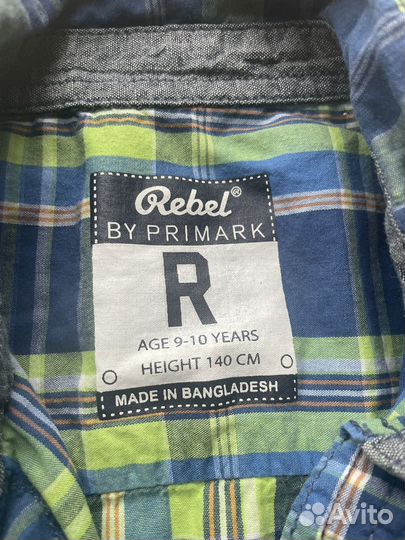 Rebel®
BY PRIMARK
R
AGE 9-10 YEARS
HEIGHT 140 CM
MADE IN BANGLADESH
Avito